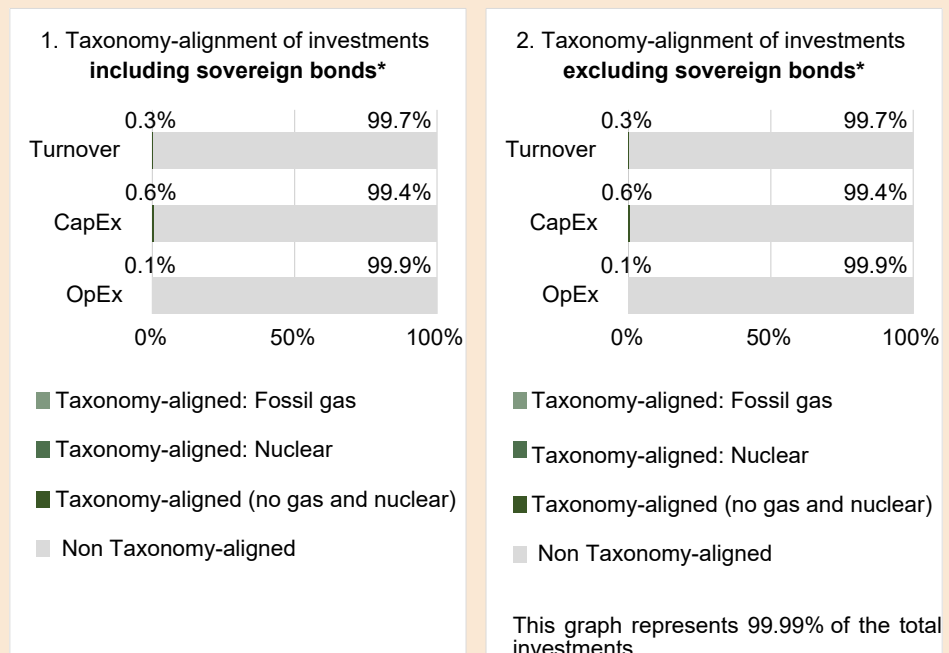 1. Taxonomy-alignment of investments
including sovereign bonds*
0.3% 99.7%
Turnover
0.6% 99.4%
CapEx
0.1% 99.9%
OpEx
0% 50% 100%
Taxonomy-aligned: Fossil gas
Taxonomy-aligned: Nuclear
Taxonomy-aligned (no gas and nuclear)
Non Taxonomy-aligned
2. Taxonomy-alignment of investments
excluding sovereign bonds*
0.3% 99.7%
Turnover
0.6% 99.4%
CapEx
0.1% 99.9%
OpEx
0% 50% 100%
Taxonomy-aligned: Fossil gas
Taxonomy-aligned: Nuclear
Taxonomy-aligned (no gas and nuclear)
Non Taxonomy-aligned
This graph represents 99.99% of the total
investments